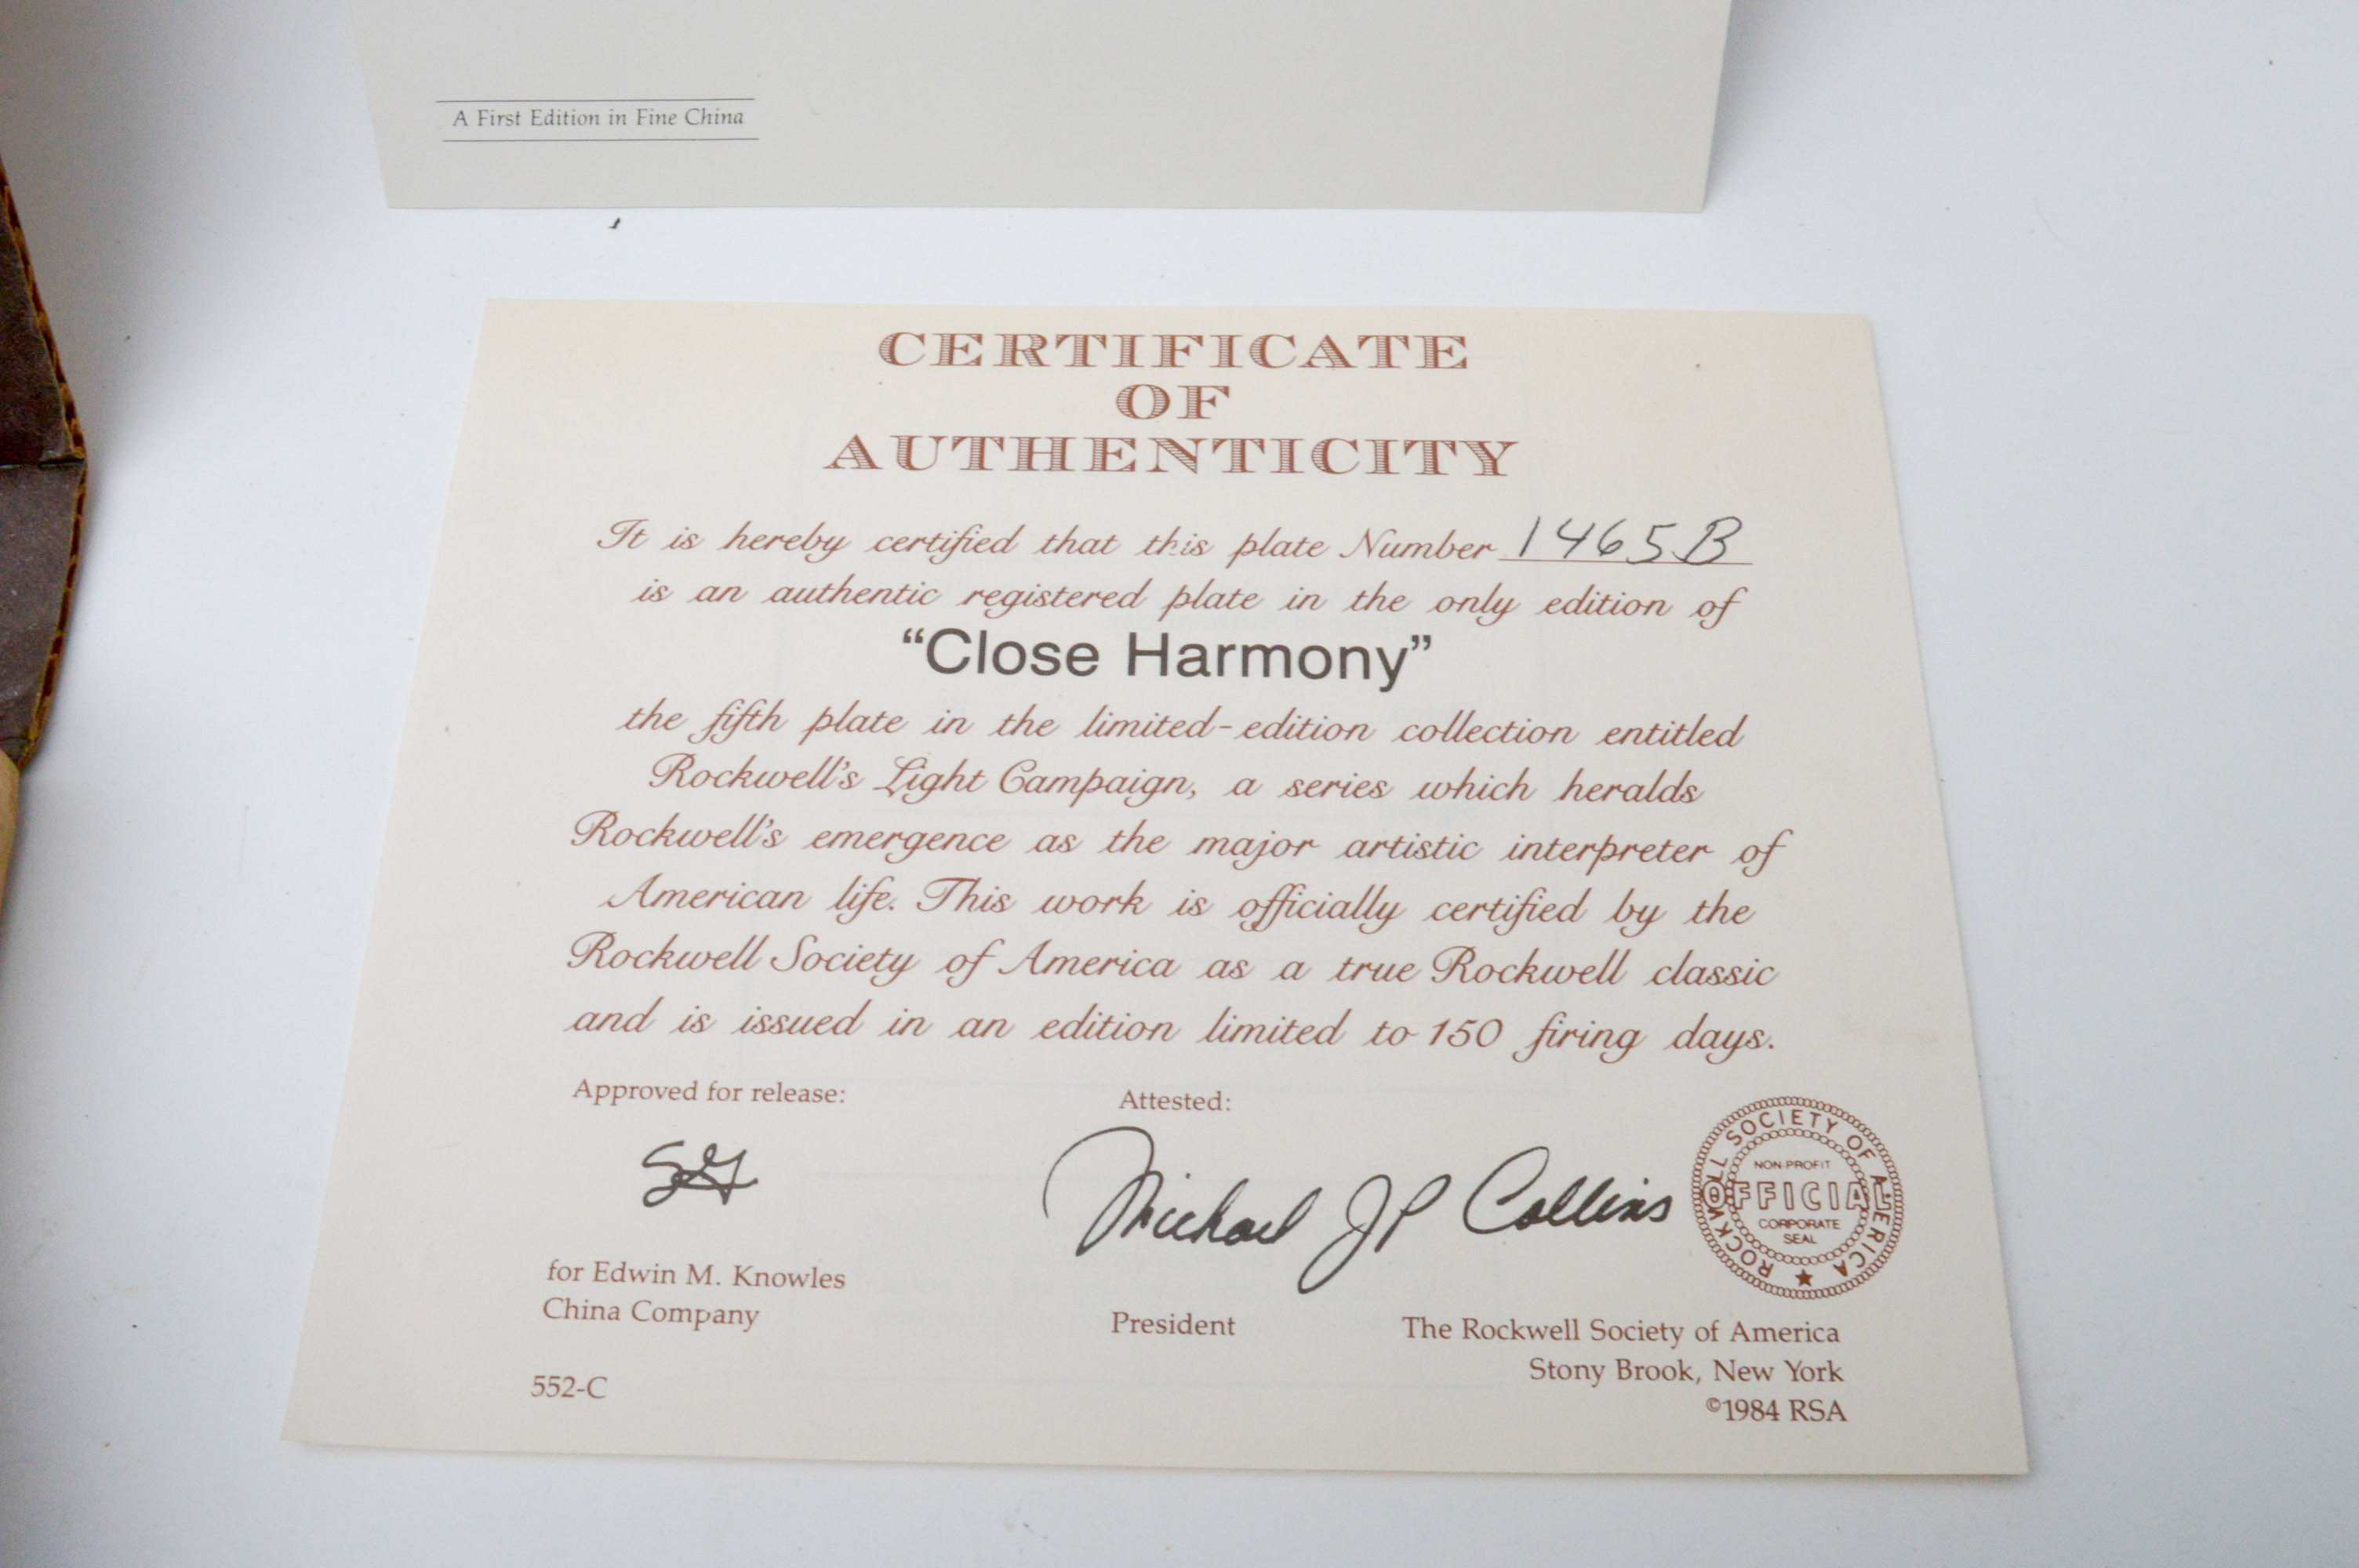 A First Edition in Fine China
CERTIFICATE
OF
AUTHENTICITY
It is hereby certified that this plate Number 1465B
is an authentic registered plate in the only edition of
“Close Harmony”
the fifth plate in the limited-edition collection entitled
Rockwell's Light Campaign, a series which heralds
Rockwell's emergence as the major artistic interpreter of
American life. This work is officially certified by the
Rockwell Society of America as a true Rockwell classic
and is issued in an edition limited to 150 firing days.
Approved for release:
Attested:
Michael JP Collins
ROCKWELL SOCIETY OF AMERICA
NON-PROFIT
OFFICIAL
CORPORATE
SEAL
for Edwin M. Knowles
China Company
President
The Rockwell Society of America
Stony Brook, New York
552-C
©1984 RSA